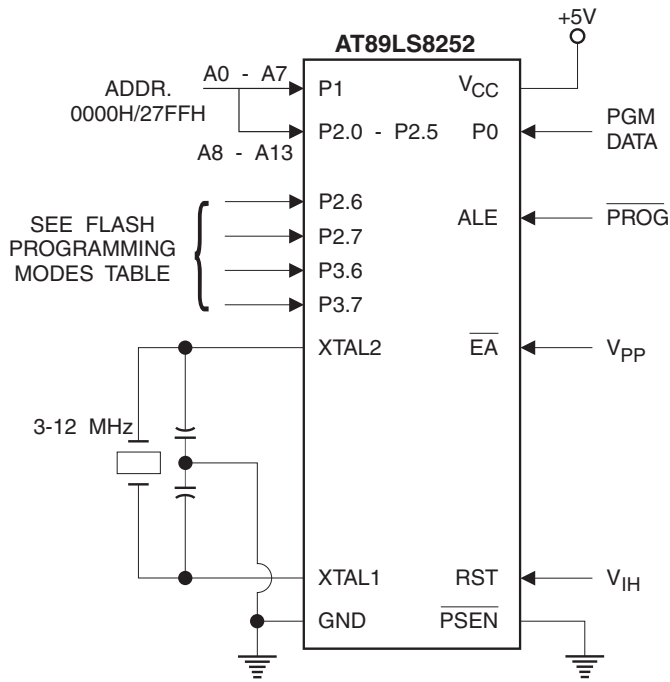 +5V
AT89LS8252
A0 - A7
ADDR.
0000H/27FFH
P1
VCC
P2.0 - P2.5
P0
PGM
DATA
A8 - A13
P2.6
SEE FLASH
PROGRAMMING
MODES TABLE
P2.7
P3.6
P3.7
ALE
PROG
XTAL2
EA
VPP
3-12 MHz
XTAL1
RST
VIH
GND
PSEN